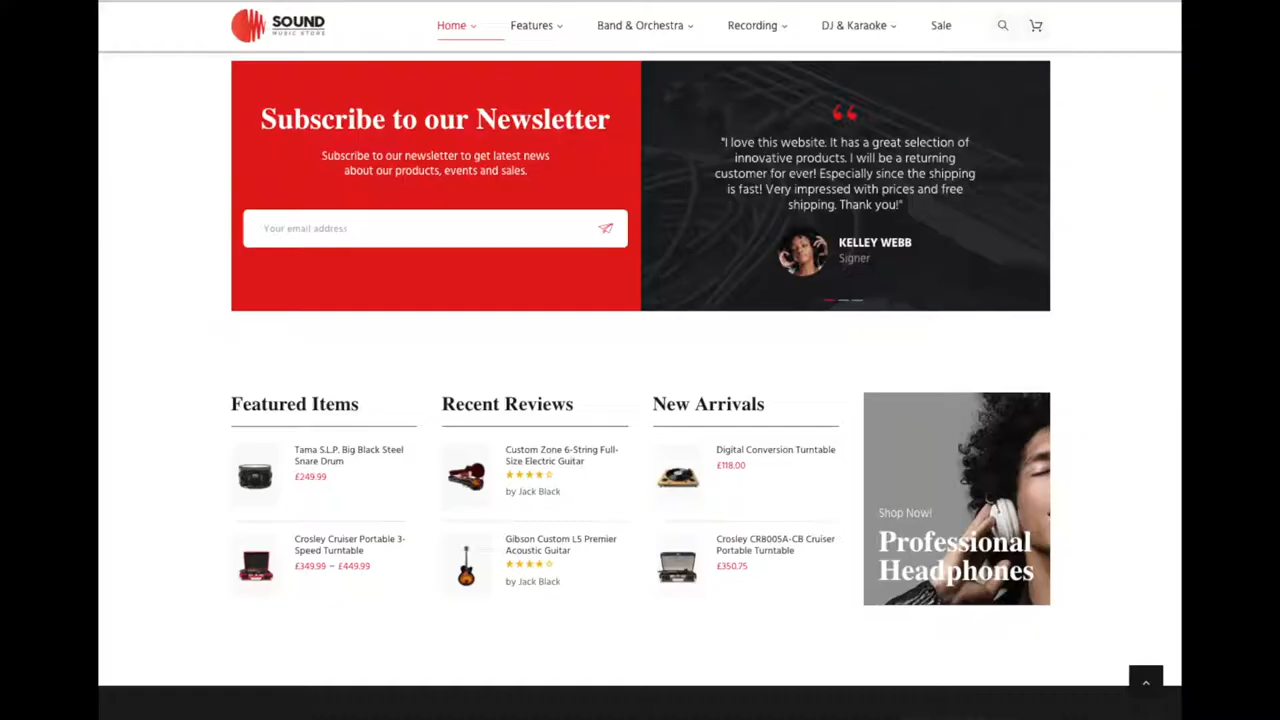 SOUND
MUSIC STORE
Home
Features
Band & Orchestra
Recording
DJ & Karaoke
Sale
Subscribe to our Newsletter
Subscribe to our newsletter to get latest news
about our products, events and sales.
Your email address
"I love this website. It has a great selection of
innovative products. I will be a returning
customer for ever! Especially since the shipping
is fast! Very impressed with prices and free
shipping. Thank you!"
KELLEY WEBB
Signer
Featured Items
Tama S.L.P. Big Black Steel
Snare Drum
£249.99
Crosley Cruiser Portable 3-
Speed Turntable
£349.99 – £449.99
Recent Reviews
Custom Zone 6-String Full-
Size Electric Guitar
by Jack Black
Gibson Custom L5 Premier
Acoustic Guitar
by Jack Black
New Arrivals
Digital Conversion Turntable
£118.00
Crosley CR8005A-CB Cruiser
Portable Turntable
£350.75
Shop Now!
Professional
Headphones